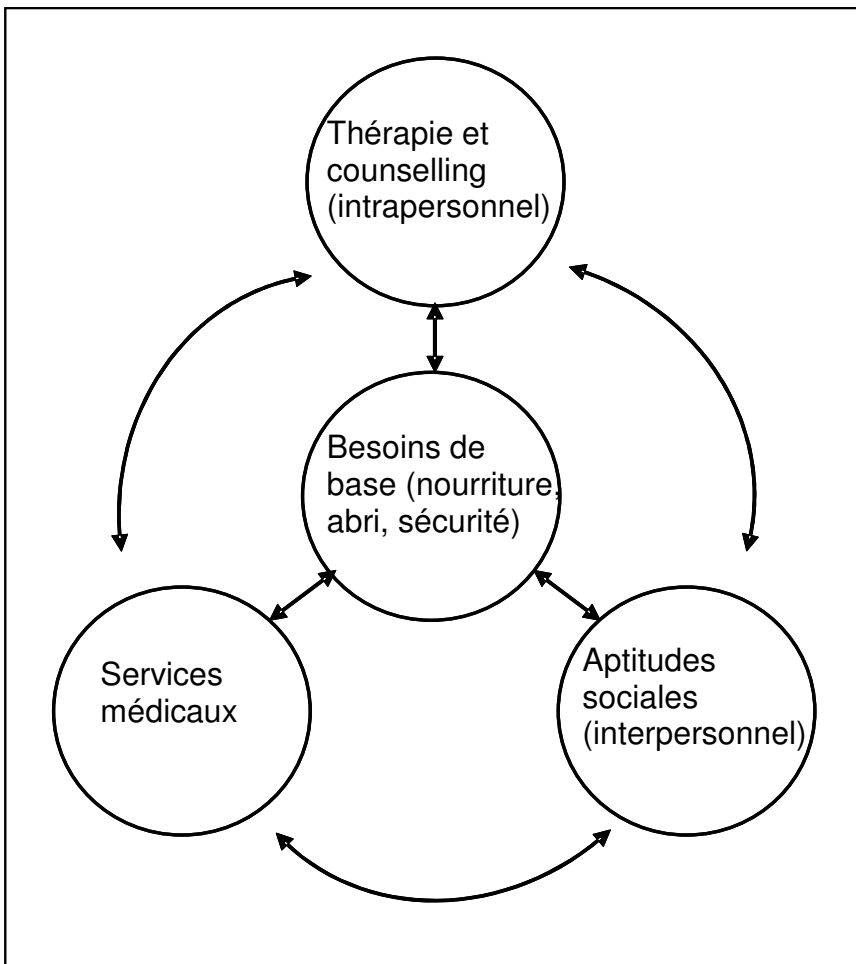 Thérapie et
counselling
(intrapersonnel)
Besoins de
base (nourriture,
abri, sécurité)
Services
médicaux
Aptitudes
sociales
(interpersonnel)